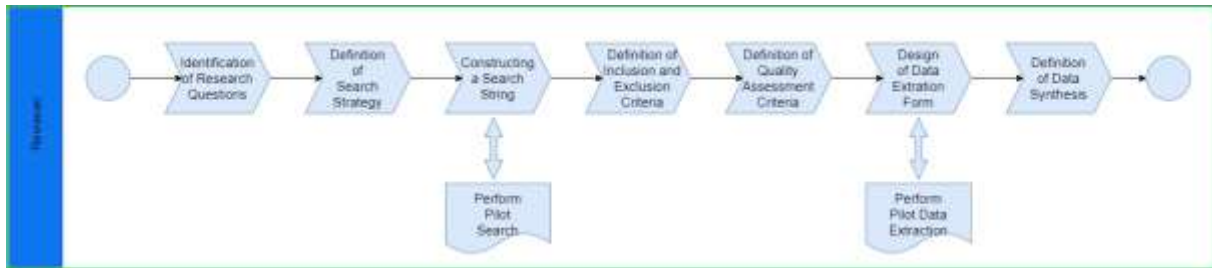 Identification
of Research
Questions
Definition
of
Search
Strategy
Constructing
a Search
String
Definition of
Inclusion and
Exclusion
Criteria
Definition of
Quality
Assessment
Criteria
Design
of Data
Extration
Form
Definition
of Data
Synthesis
Perform
Pilot
Search
Perform
Pilot Data
Extraction